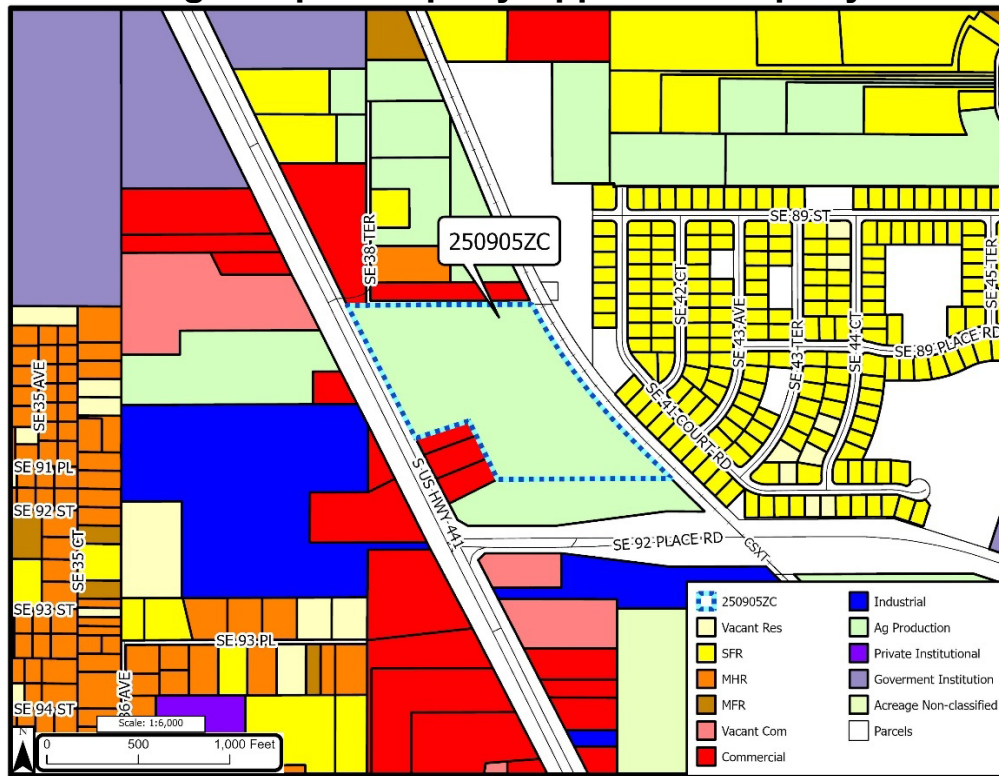 250905ZC
SE 38 TER
SE 89 ST
SE 42 CT
SE 43 AVE
SE 43 TER
SE 44 CT
SE 45 TER
SE 89 PLACE RD
SE 41 COURT RD
SE 35 AVE
SE 91 PL
SE 92 ST
SE 35 CT
SE 93 ST
SE 94 ST
SE 93 PL
36 AVE
S US HWY 441
SE 92 PLACE RD
CSXT
Scale: 1:6,000
N
0 500 1,000 Feet
250905ZC
Vacant Res
SFR
MHR
MFR
Vacant Com
Commercial
Industrial
Ag Production
Private Institutional
Goverment Institution
Acreage Non-classified
Parcels